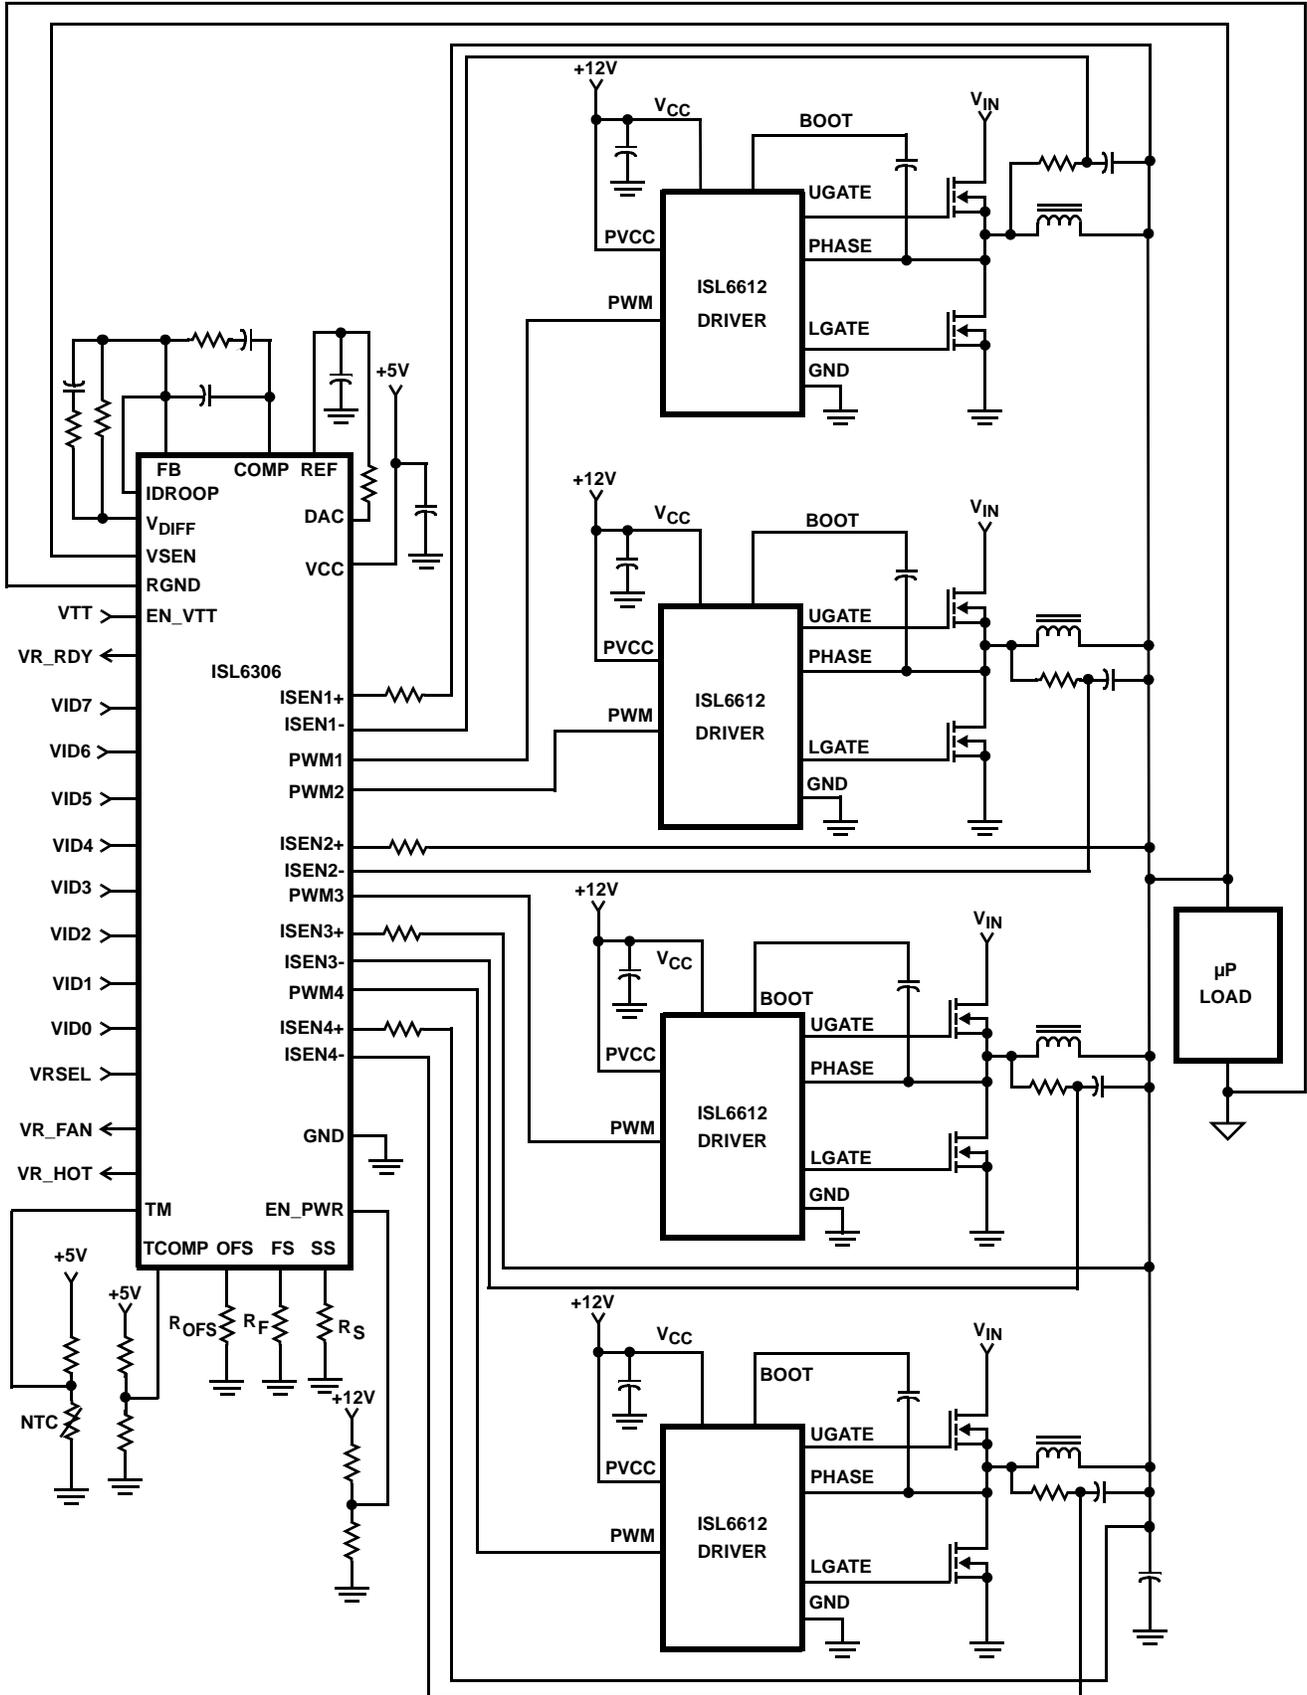 +12V
VCC
BOOT
VIN
UGATE
PVCC
PHASE
ISL6612
DRIVER
PWM
LGATE
GND
+5V
FB
COMP
REF
IDROOP
VDIFF
DAC
VSEN
VCC
RGND
VTT
EN_VTT
VR_RDY
ISL6306
VID7
ISEN1+
ISEN1-
VID6
PWM1
VID5
PWM2
VID4
ISEN2+
ISEN2-
VID3
PWM3
VID2
ISEN3+
ISEN3-
VID1
PWM4
VID0
ISEN4+
ISEN4-
VRSEL
VR_FAN
GND
VR_HOT
TM
EN_PWR
TCOMP
OFS
FS
SS
+5V
+5V
ROFS
RF
RS
+12V
NTC
+12V
VCC
BOOT
VIN
UGATE
PVCC
PHASE
ISL6612
DRIVER
PWM
LGATE
GND
+12V
VCC
BOOT
VIN
UGATE
PVCC
PHASE
ISL6612
DRIVER
PWM
LGATE
GND
µP
LOAD
+12V
VCC
BOOT
VIN
UGATE
PVCC
PHASE
ISL6612
DRIVER
PWM
LGATE
GND